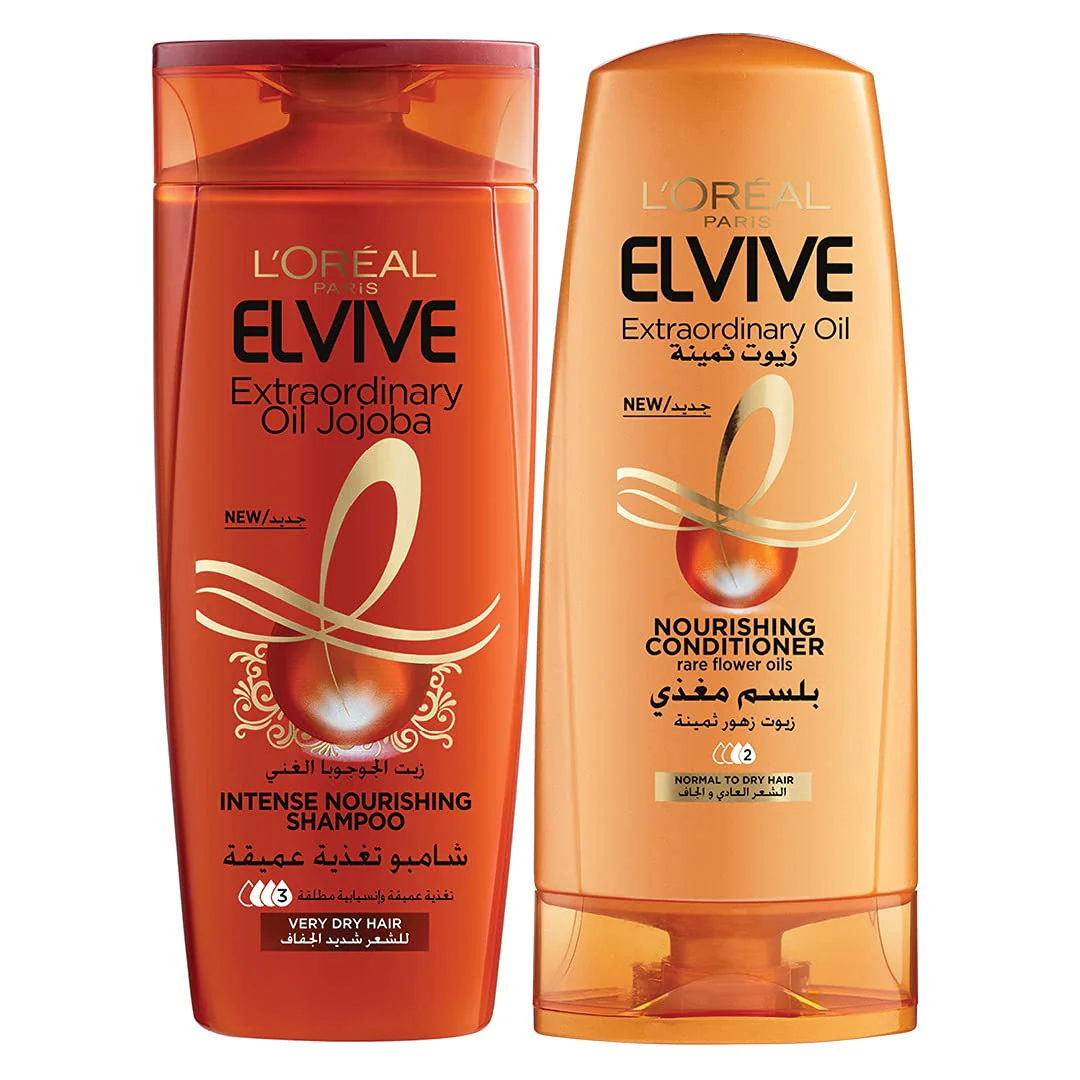 L'ORÉAL
PARIS
ELVIVE
Extraordinary
Oil Jojoba
NEW/جديد
زيت الجوجوبا الغني
INTENSE NOURISHING
SHAMPOO
شامبو تغذية عميقة
3 تغذية عميقة وإنسيابية مطلقة
VERY DRY HAIR
للشعر شديد الجفاف
L'ORÉAL
PARIS
ELVIVE
Extraordinary Oil
زيوت ثمينة
NEW/جديد
NOURISHING
CONDITIONER
rare flower oils
بلسم مغذي
زيوت زهور ثمينة
2
NORMAL TO DRY HAIR
الشعر العادي و الجاف